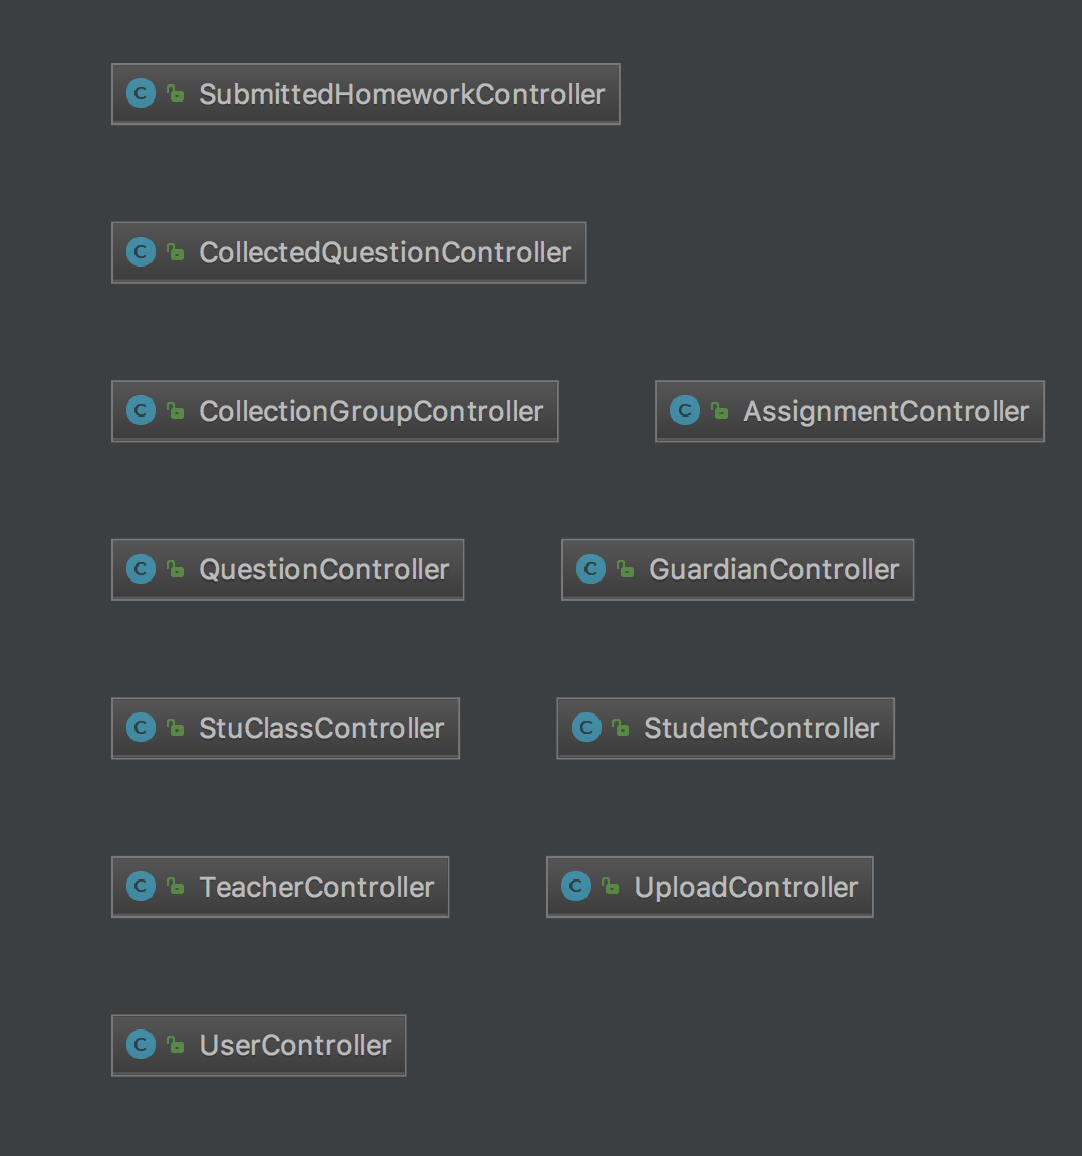 C SubmittedHomeworkController
C CollectedQuestionController
C CollectionGroupController C AssignmentController
C QuestionController C GuardianController
C StuClassController C StudentController
C TeacherController C UploadController
C UserController